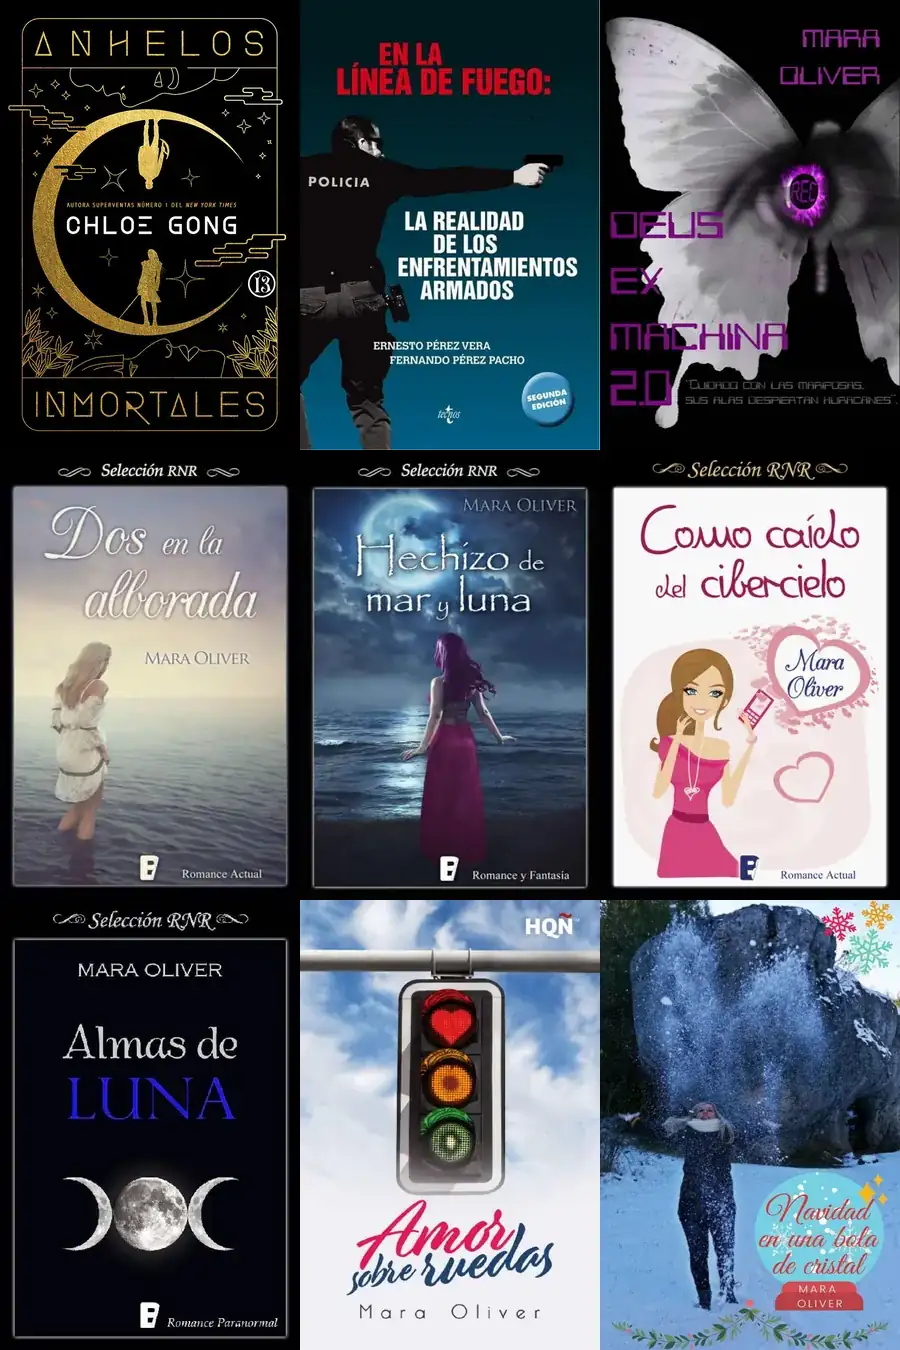 ANHELOS
AUTORA SUPERVENTAS NÚMERO 1 DEL NEW YORK TIMES
CHLOE GONG
13
INMORTALES
EN LA
LÍNEA DE FUEGO:
POLICIA
LA REALIDAD
DE LOS
ENFRENTAMIENTOS
ARMADOS
ERNESTO PÉREZ VERA
FERNANDO PÉREZ PACHO
SEGUNDA
EDICIÓN
tecnos
MARA
OLIVER
REC
DEUS
EX
MACHINA
2.0
"CUIDADO CON LAS MARIPOSAS,
SUS ALAS DESPIERTAN HURACANES".
Selección RNR
Dos en la
alborada
MARA OLIVER
B
Romance Actual
Selección RNR
MARA OLIVER
Hechizo de
mar y luna
B
Romance y Fantasía
Selección RNR
Como caído
del cibercielo
Mara
Oliver
B
Romance Actual
Selección RNR
MARA OLIVER
Almas de
LUNA
B
Romance Paranormal
HQÑ
Amor
sobre ruedas
Mara Oliver
Navidad
en una bola
de cristal
MARA
OLIVER